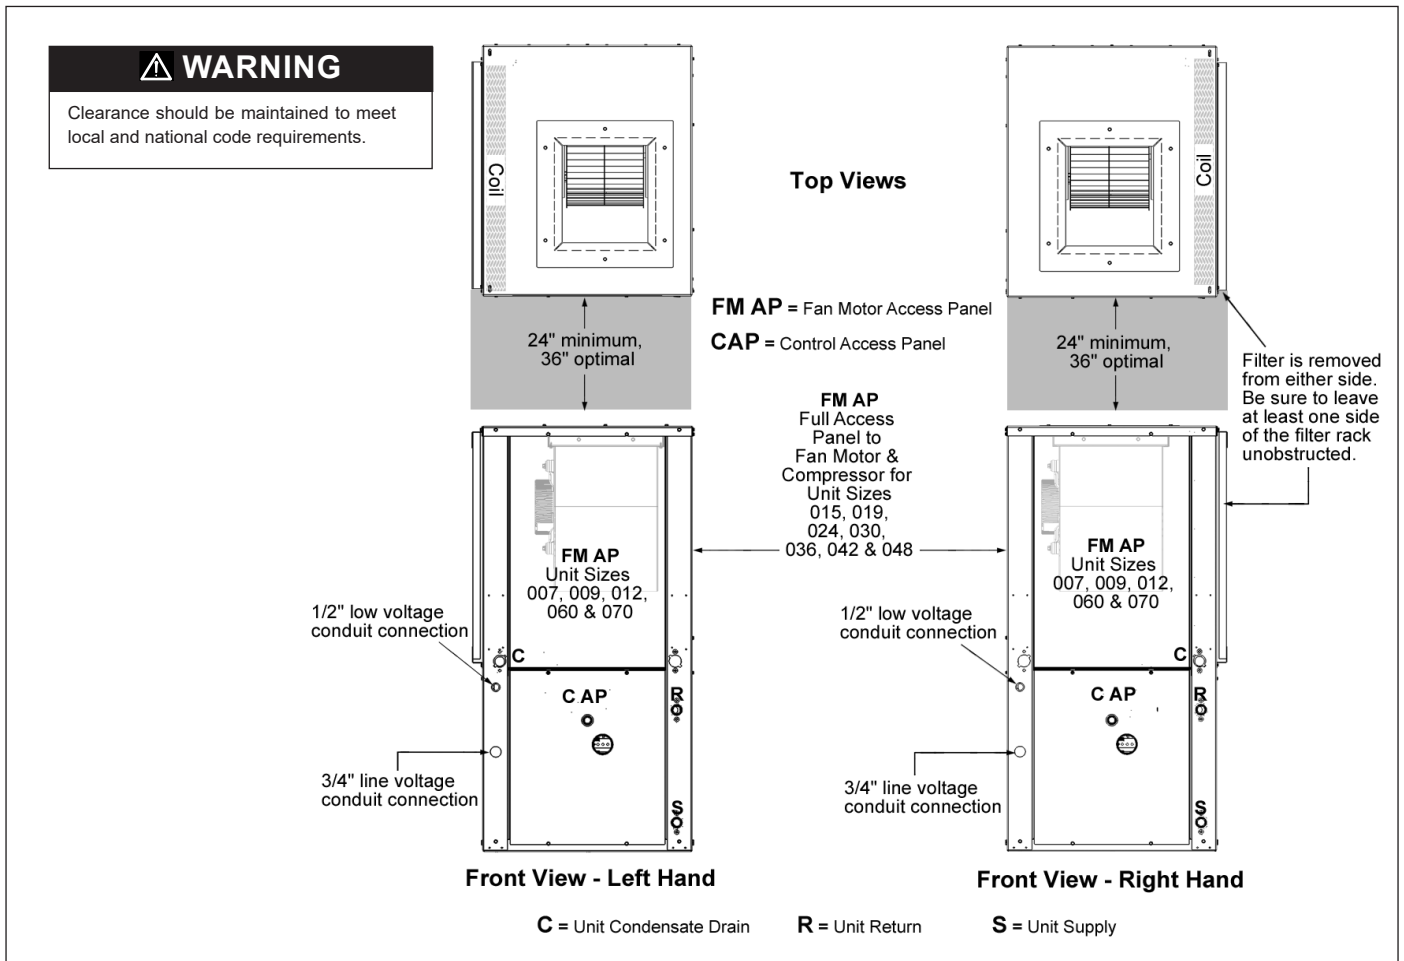 ⚠ WARNING
Clearance should be maintained to meet
local and national code requirements.
Coil
Top Views
Coil
FM AP = Fan Motor Access Panel
CAP = Control Access Panel
24" minimum,
36" optimal
24" minimum,
36" optimal
Filter is removed
from either side.
Be sure to leave
at least one side
of the filter rack
unobstructed.
FM AP
Full Access
Panel to
Fan Motor &
Compressor for
Unit Sizes
015, 019,
024, 030,
036, 042 & 048
FM AP
Unit Sizes
007, 009, 012,
060 & 070
FM AP
Unit Sizes
007, 009, 012,
060 & 070
1/2" low voltage
conduit connection
1/2" low voltage
conduit connection
C
C
C AP
R
C AP
R
3/4" line voltage
conduit connection
3/4" line voltage
conduit connection
S
S
Front View - Left Hand
Front View - Right Hand
C = Unit Condensate Drain
R = Unit Return
S = Unit Supply